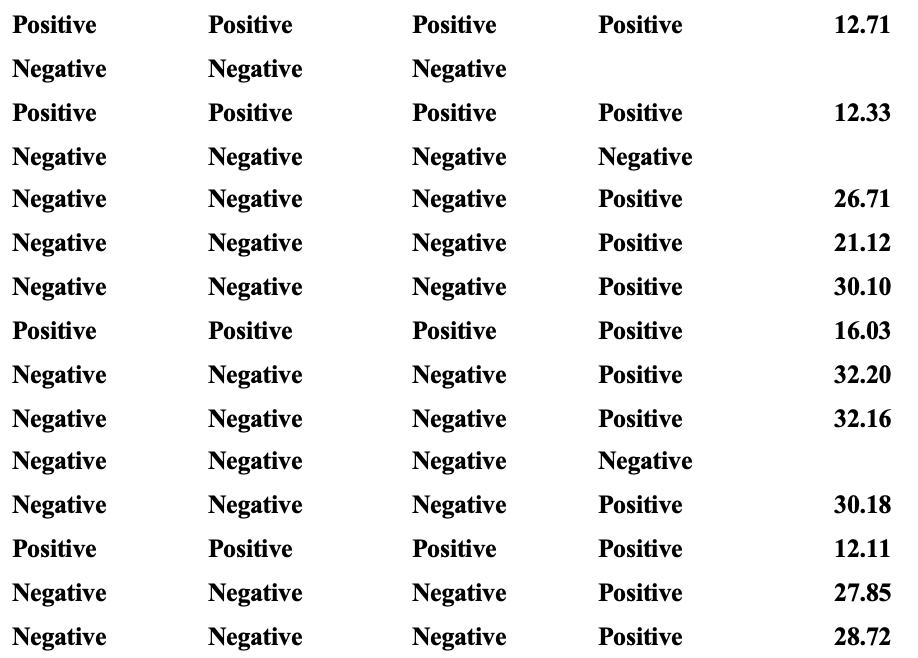 Positive Positive Positive Positive 12.71
Negative Negative Negative
Positive Positive Positive Positive 12.33
Negative Negative Negative Negative
Negative Negative Negative Positive 26.71
Negative Negative Negative Positive 21.12
Negative Negative Negative Positive 30.10
Positive Positive Positive Positive 16.03
Negative Negative Negative Positive 32.20
Negative Negative Negative Positive 32.16
Negative Negative Negative Negative
Negative Negative Negative Positive 30.18
Positive Positive Positive Positive 12.11
Negative Negative Negative Positive 27.85
Negative Negative Negative Positive 28.72